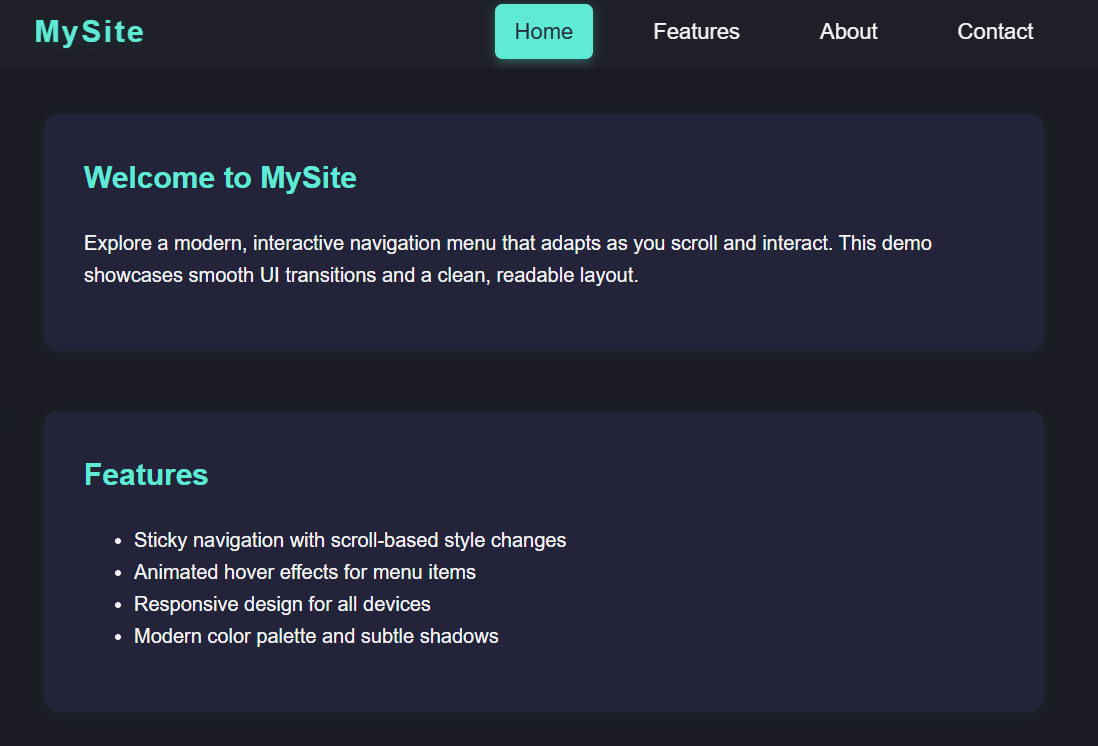 MySite
Home
Features
About
Contact
Welcome to MySite
Explore a modern, interactive navigation menu that adapts as you scroll and interact. This demo
showcases smooth UI transitions and a clean, readable layout.
Features
• Sticky navigation with scroll-based style changes
• Animated hover effects for menu items
• Responsive design for all devices
• Modern color palette and subtle shadows